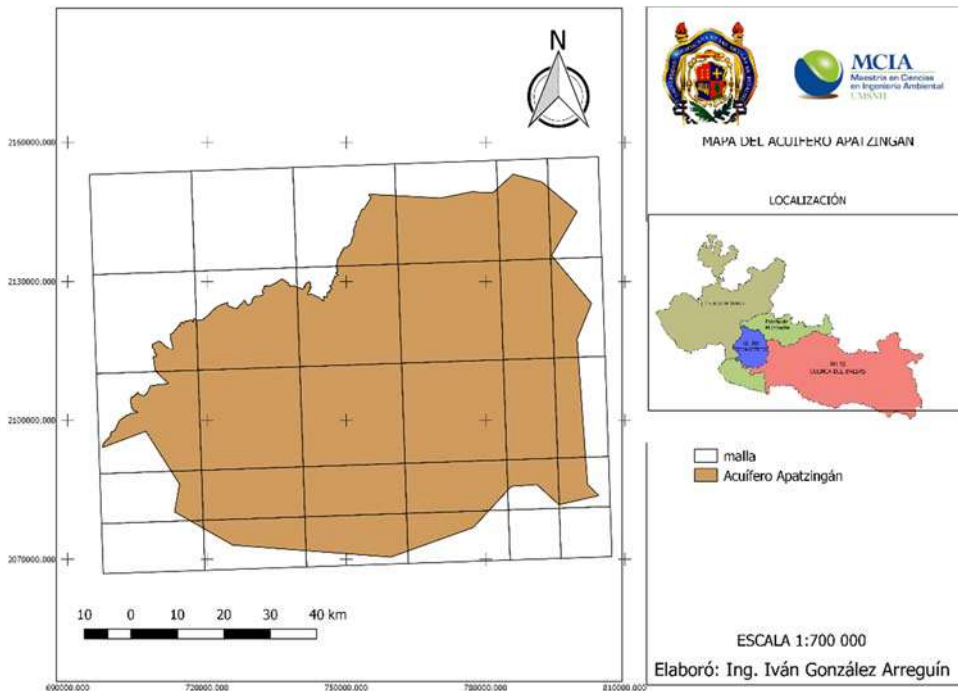 N
2160000.000
2130000.000
2100000.000
2070000.000
690000.000
720000.000
750000.000
780000.000
810000.000
10 0 10 20 30 40 km
MCIA
Maestría en Ciencias
en Ingeniería Ambiental
UMSNH
MAPA DEL ACUIFERO APATZINGAN
LOCALIZACIÓN
malla
Acuífero Apatzingán
ESCALA 1:700 000
Elaboró: Ing. Iván González Arreguín